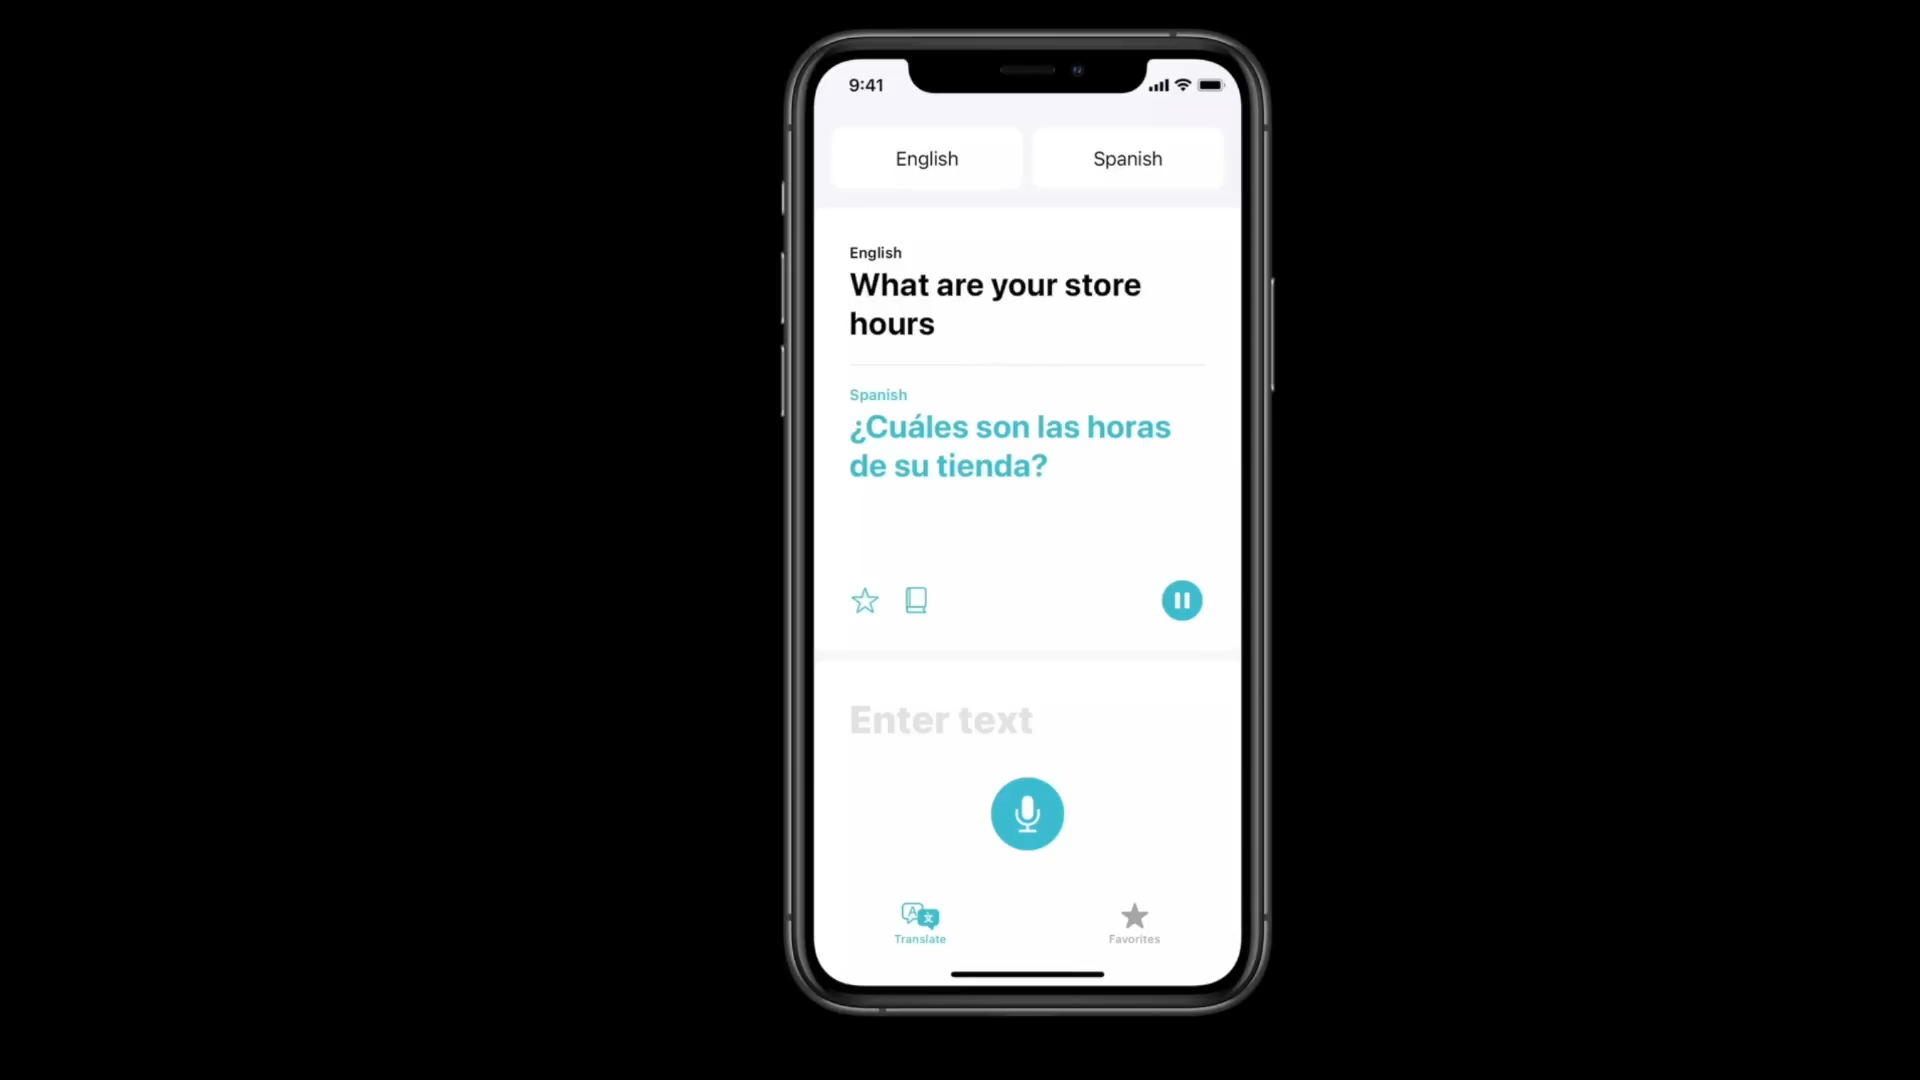 9:41
English
Spanish
English
What are your store
hours
Spanish
¿Cuáles son las horas
de su tienda?
Enter text
Translate
Favorites